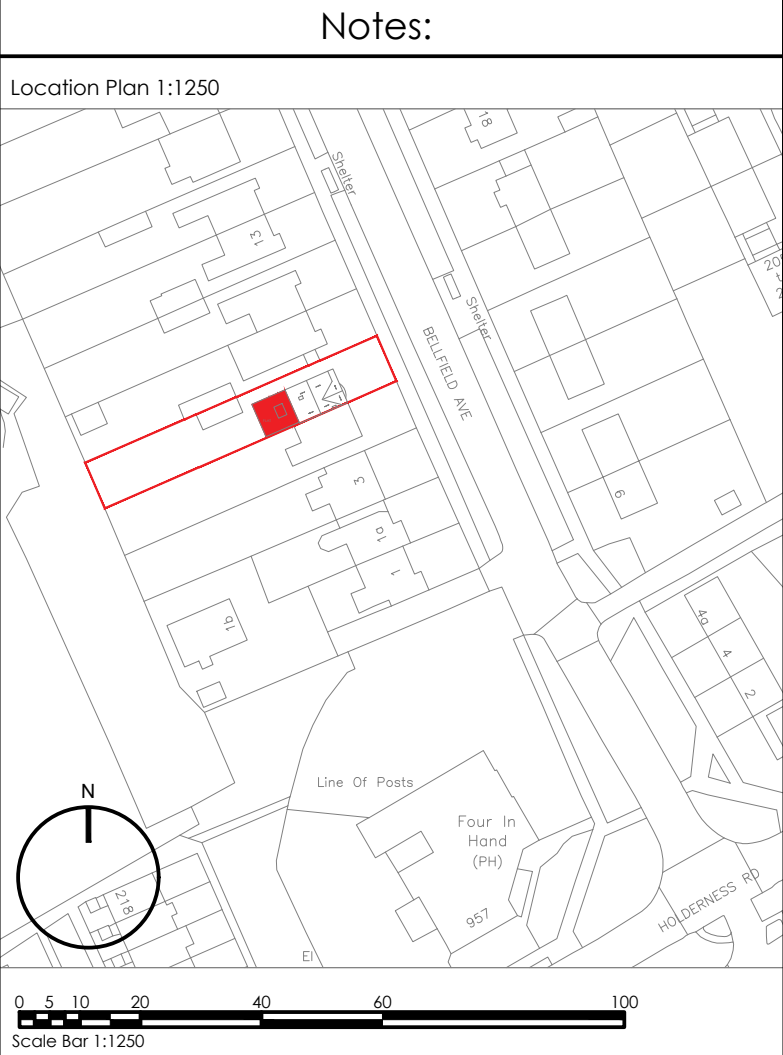 Notes:
Location Plan 1:1250
18
Shelter
13
Shelter
BELLFIELD AVE
9
3
1a
1
1b
4a
4
2
Line Of Posts
Four In
Hand
(PH)
957
HOLDERNESS RD
218
El
N
0 5 10 20 40 60 100
Scale Bar 1:1250